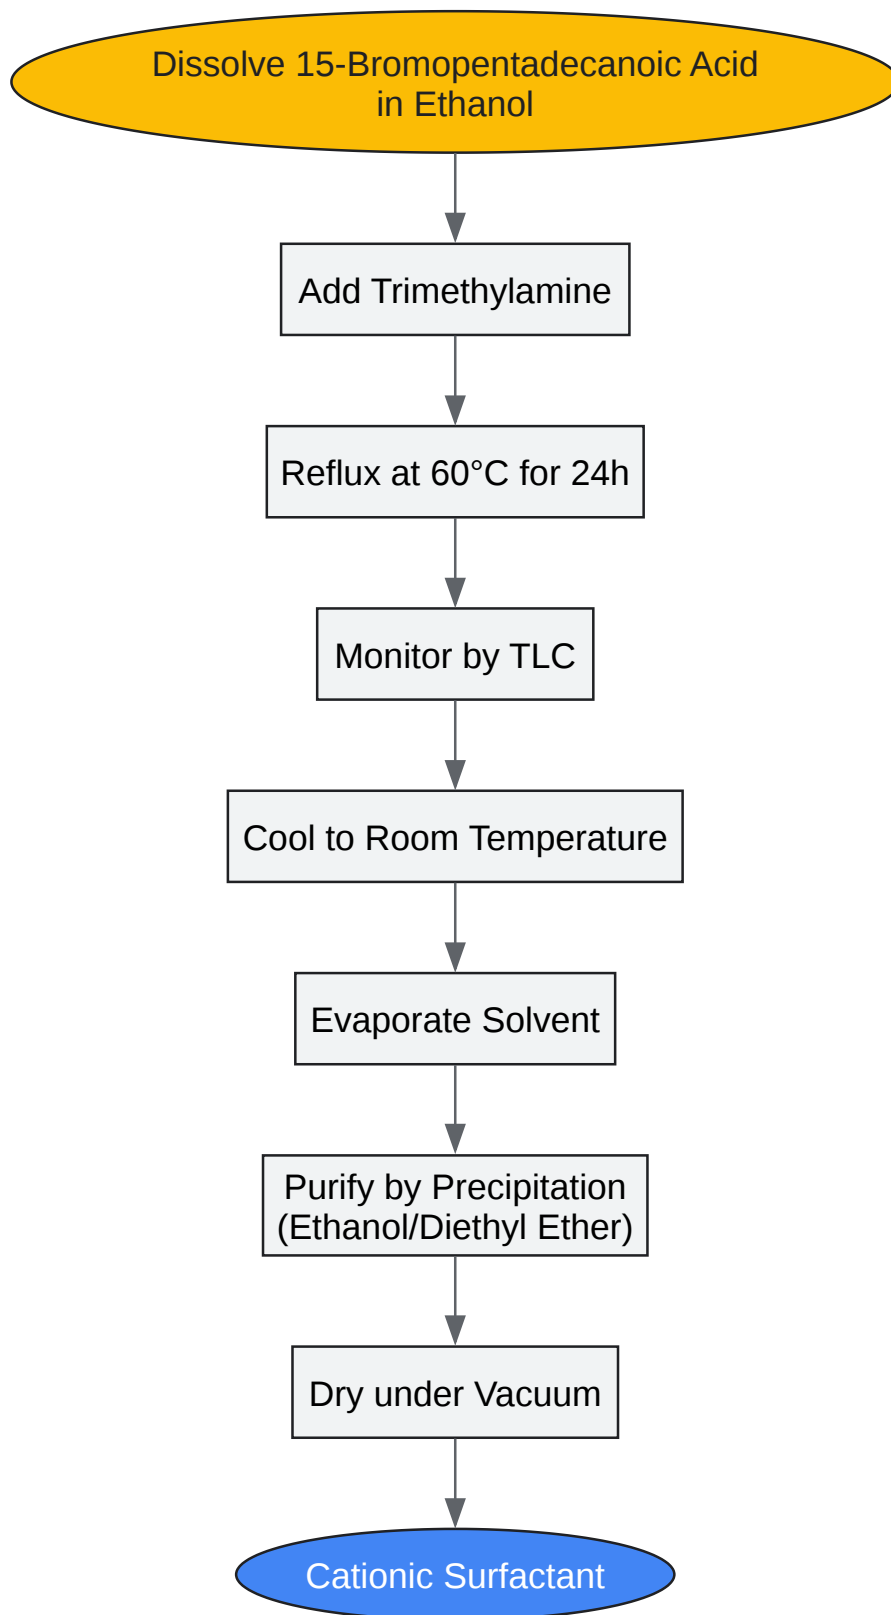 Dissolve 15-Bromopentadecanoic Acid
in Ethanol
Add Trimethylamine
Reflux at 60°C for 24h
Monitor by TLC
Cool to Room Temperature
Evaporate Solvent
Purify by Precipitation
(Ethanol/Diethyl Ether)
Dry under Vacuum
Cationic Surfactant